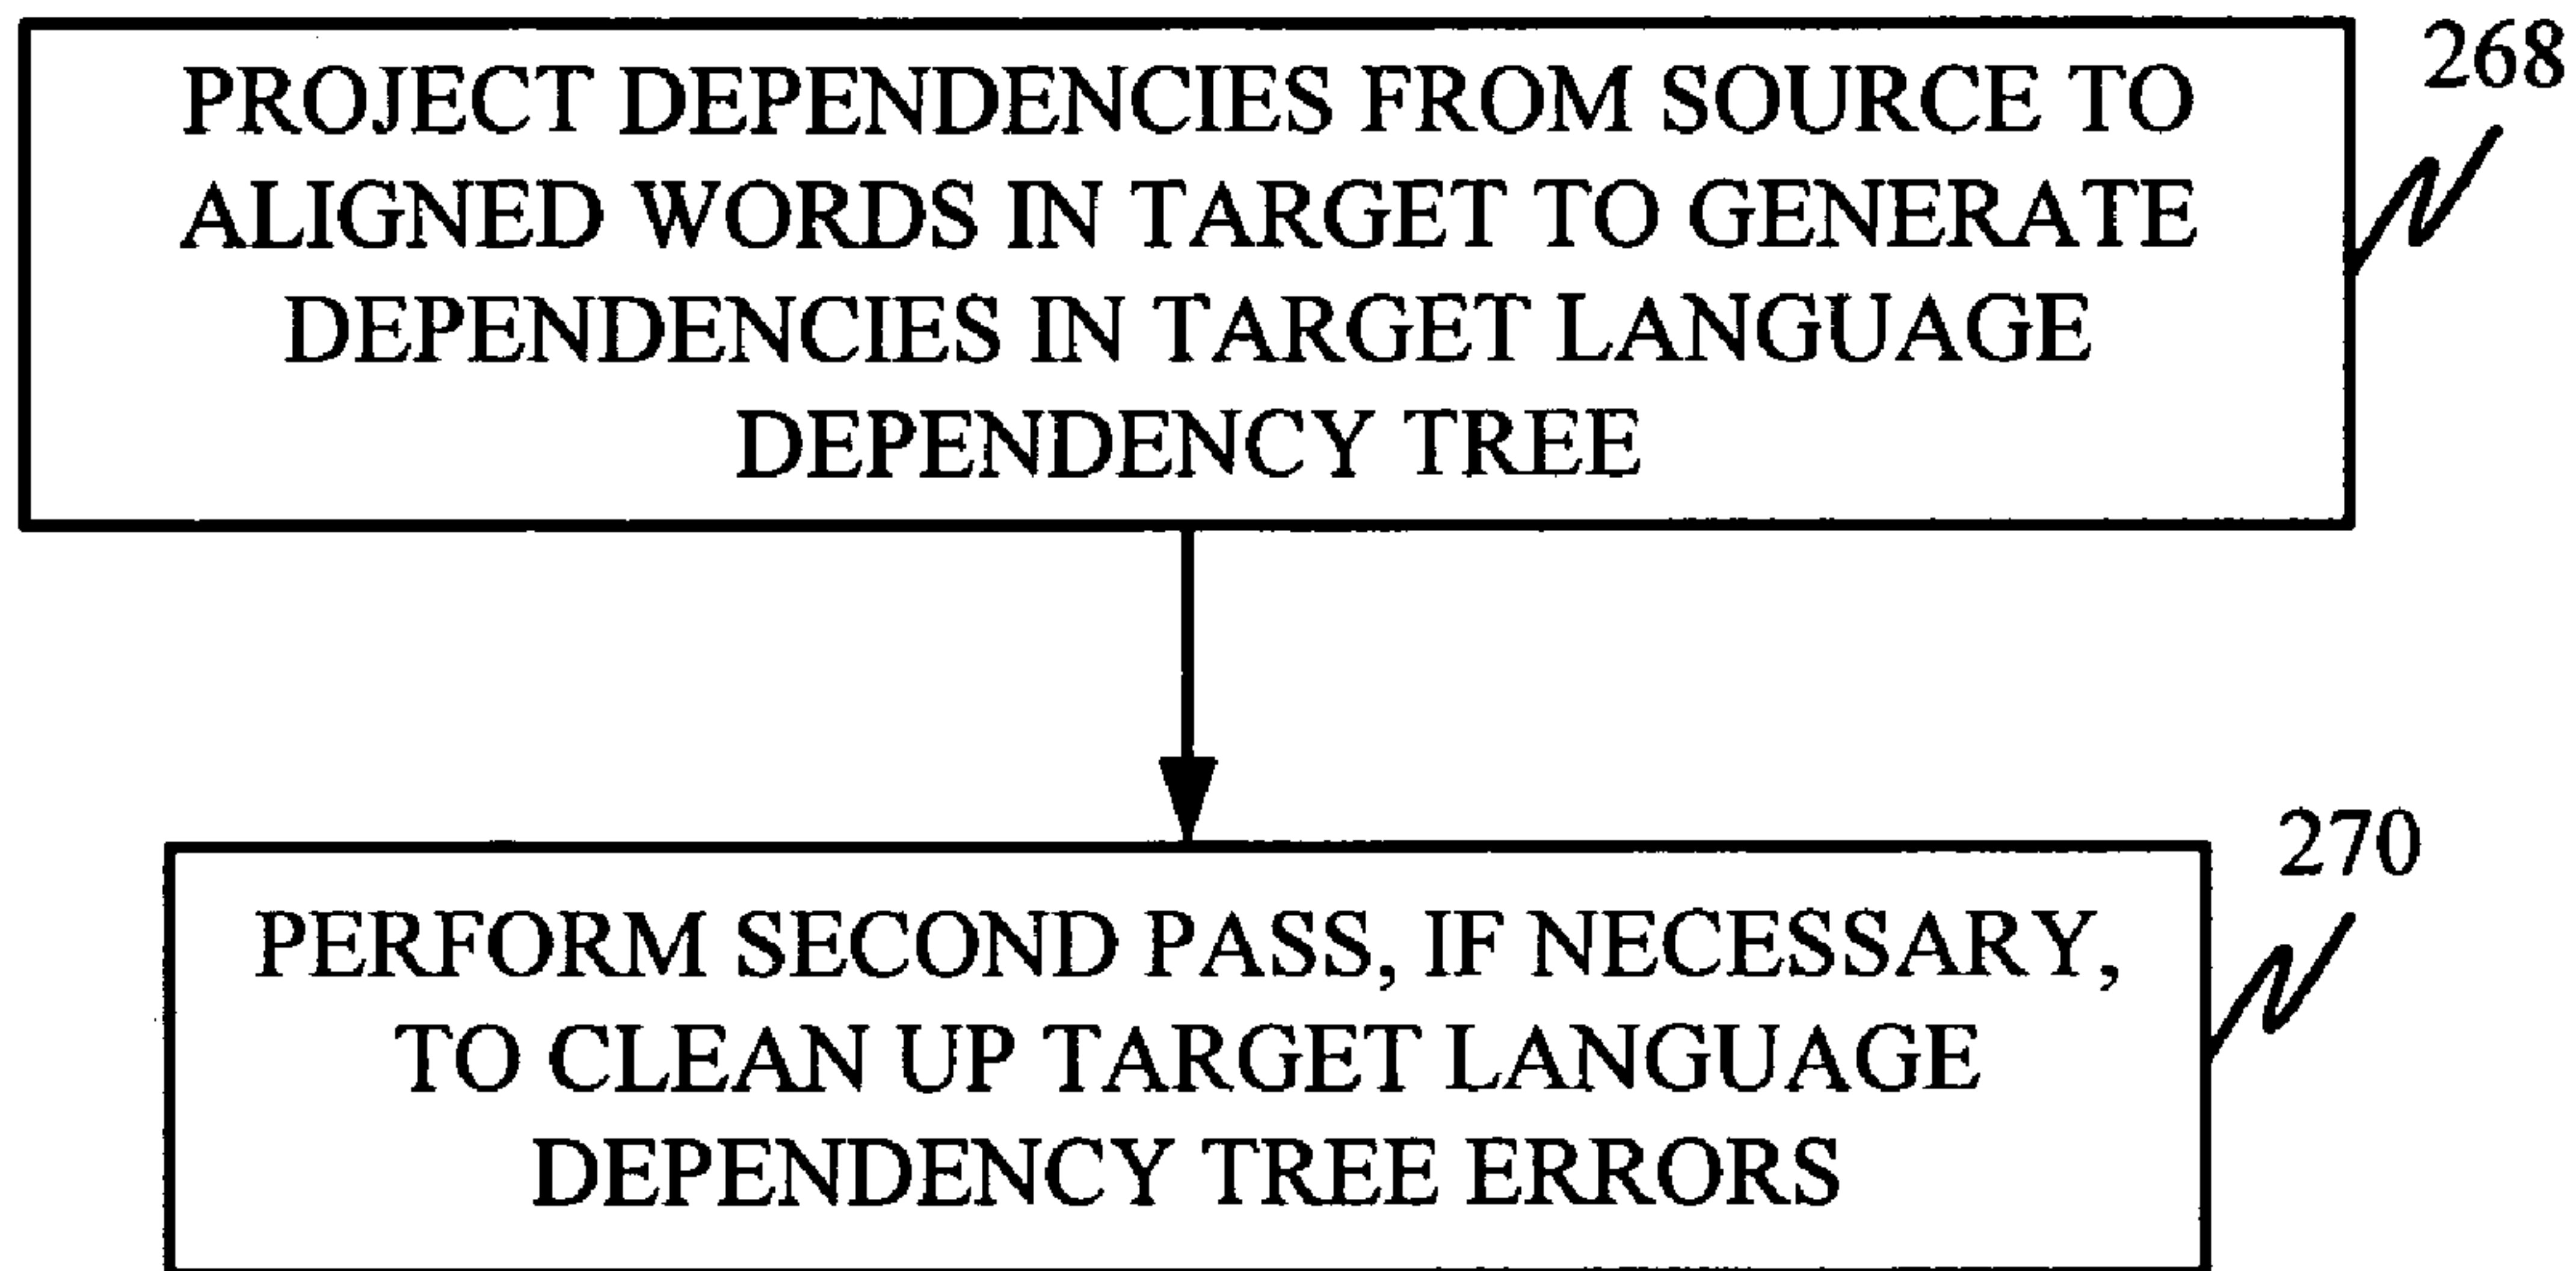 PROJECT DEPENDENCIES FROM SOURCE TO
ALIGNED WORDS IN TARGET TO GENERATE
DEPENDENCIES IN TARGET LANGUAGE
DEPENDENCY TREE
268
PERFORM SECOND PASS, IF NECESSARY,
TO CLEAN UP TARGET LANGUAGE
DEPENDENCY TREE ERRORS
270